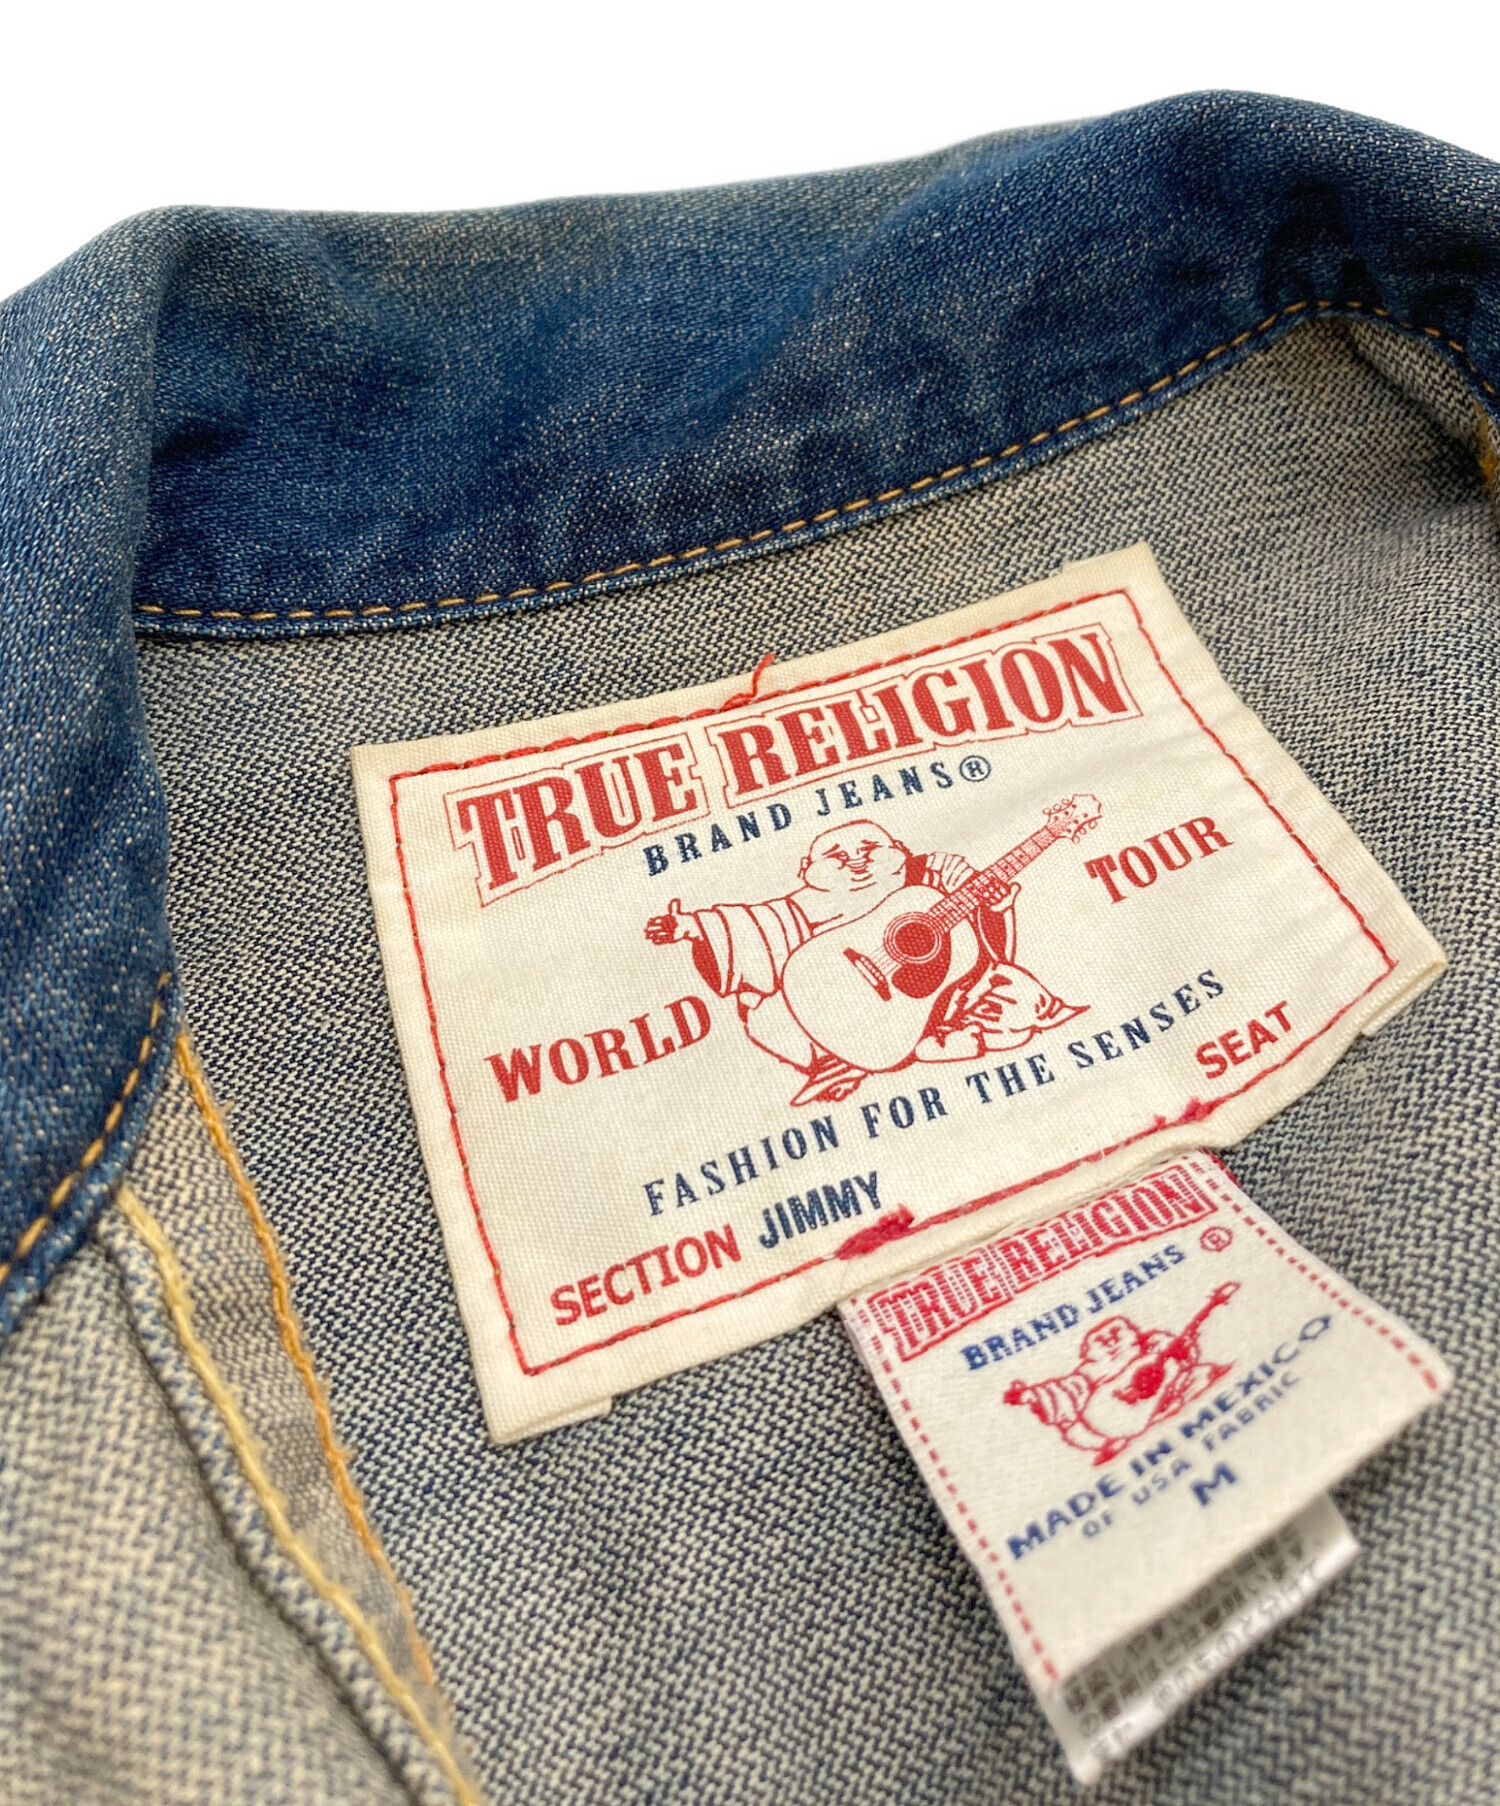 TRUE RELIGION
BRAND JEANS®
WORLD TOUR
FASHION FOR THE SENSES
SECTION JIMMY SEAT
TRUE RELIGION
BRAND JEANS ®
MADE IN MEXICO
OF USA FABRIC
M